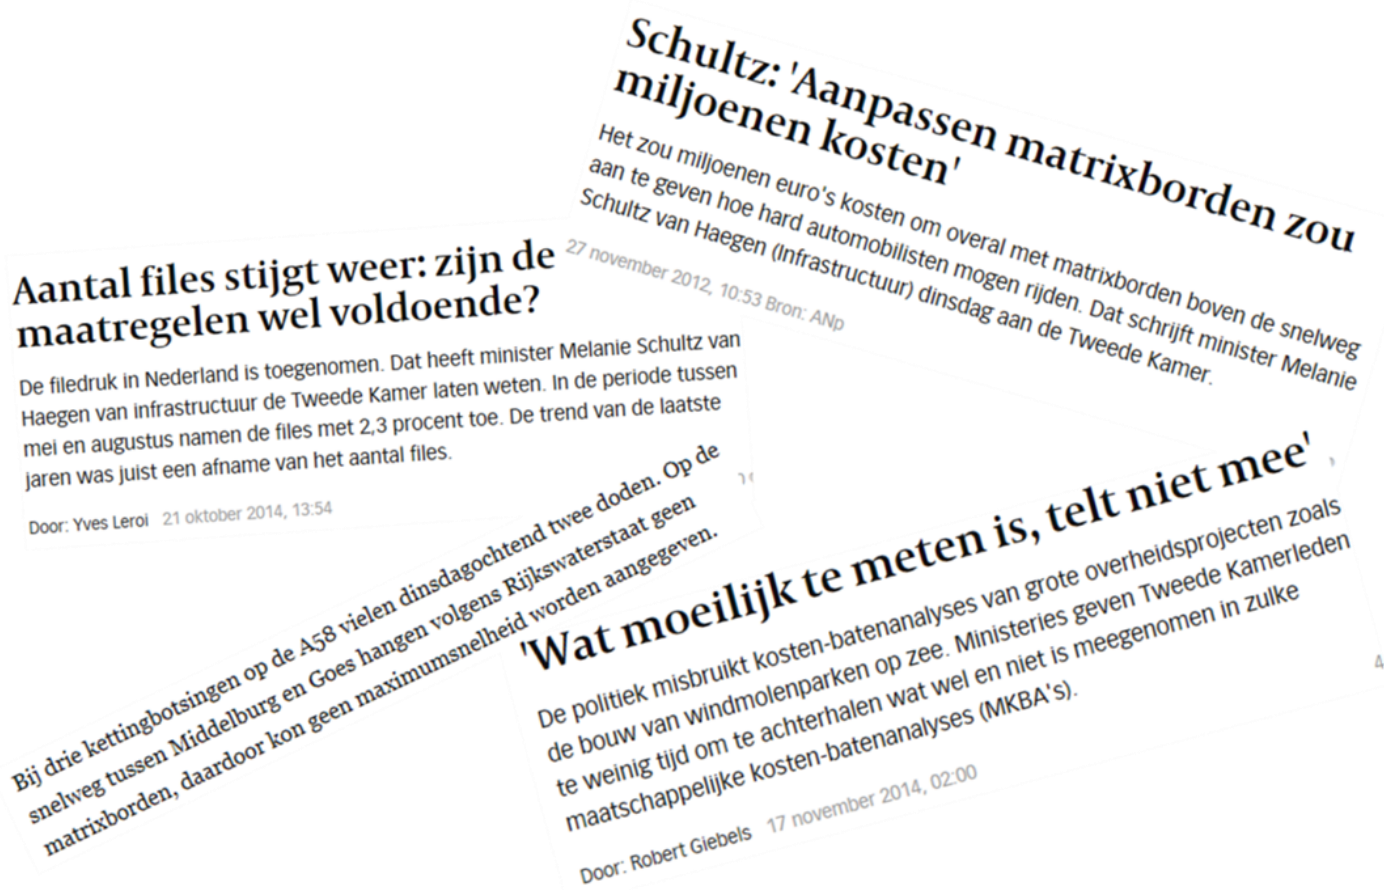 Schultz: 'Aanpassen matrixborden zou
miljoenen kosten'
Het zou miljoenen euro's kosten om overal met matrixborden boven de snelweg
aan te geven hoe hard automobilisten mogen rijden. Dat schrijft minister Melanie
Schultz van Haegen (Infrastructuur) dinsdag aan de Tweede Kamer.
27 november 2012, 10:53 Bron: ANp
Aantal files stijgt weer: zijn de
maatregelen wel voldoende?
De filedruk in Nederland is toegenomen. Dat heeft minister Melanie Schultz van
Haegen van infrastructuur de Tweede Kamer laten weten. In de periode tussen
mei en augustus namen de files met 2,3 procent toe. De trend van de laatste
jaren was juist een afname van het aantal files.
Door: Yves Leroi 21 oktober 2014, 13:54
Bij drie kettingbotsingen op de A58 vielen dinsdagochtend twee doden. Op de
snelweg tussen Middelburg en Goes hangen volgens Rijkswaterstaat geen
matrixborden, daardoor kon geen maximumsnelheid worden aangegeven.
'Wat moeilijk te meten is, telt niet mee'
De politiek misbruikt kosten-batenanalyses van grote overheidsprojecten zoals
de bouw van windmolenparken op zee. Ministeries geven Tweede Kamerleden
te weinig tijd om te achterhalen wat wel en niet is meegenomen in zulke
maatschappelijke kosten-batenanalyses (MKBA's).
Door: Robert Giebels 17 november 2014, 02:00
4